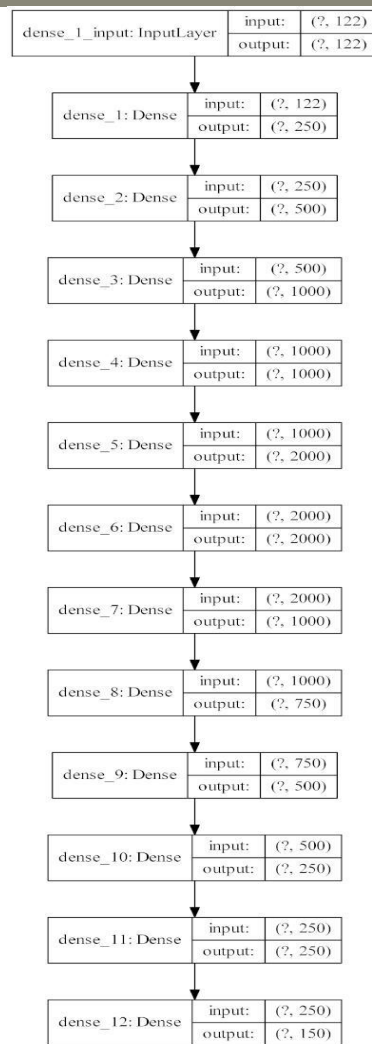 dense_1_input: InputLayer input: (?, 122)
output: (?, 122)
dense_1: Dense input: (?, 122)
output: (?, 250)
dense_2: Dense input: (?, 250)
output: (?, 500)
dense_3: Dense input: (?, 500)
output: (?, 1000)
dense_4: Dense input: (?, 1000)
output: (?, 1000)
dense_5: Dense input: (?, 1000)
output: (?, 2000)
dense_6: Dense input: (?, 2000)
output: (?, 2000)
dense_7: Dense input: (?, 2000)
output: (?, 1000)
dense_8: Dense input: (?, 1000)
output: (?, 750)
dense_9: Dense input: (?, 750)
output: (?, 500)
dense_10: Dense input: (?, 500)
output: (?, 250)
dense_11: Dense input: (?, 250)
output: (?, 250)
dense_12: Dense input: (?, 250)
output: (?, 150)